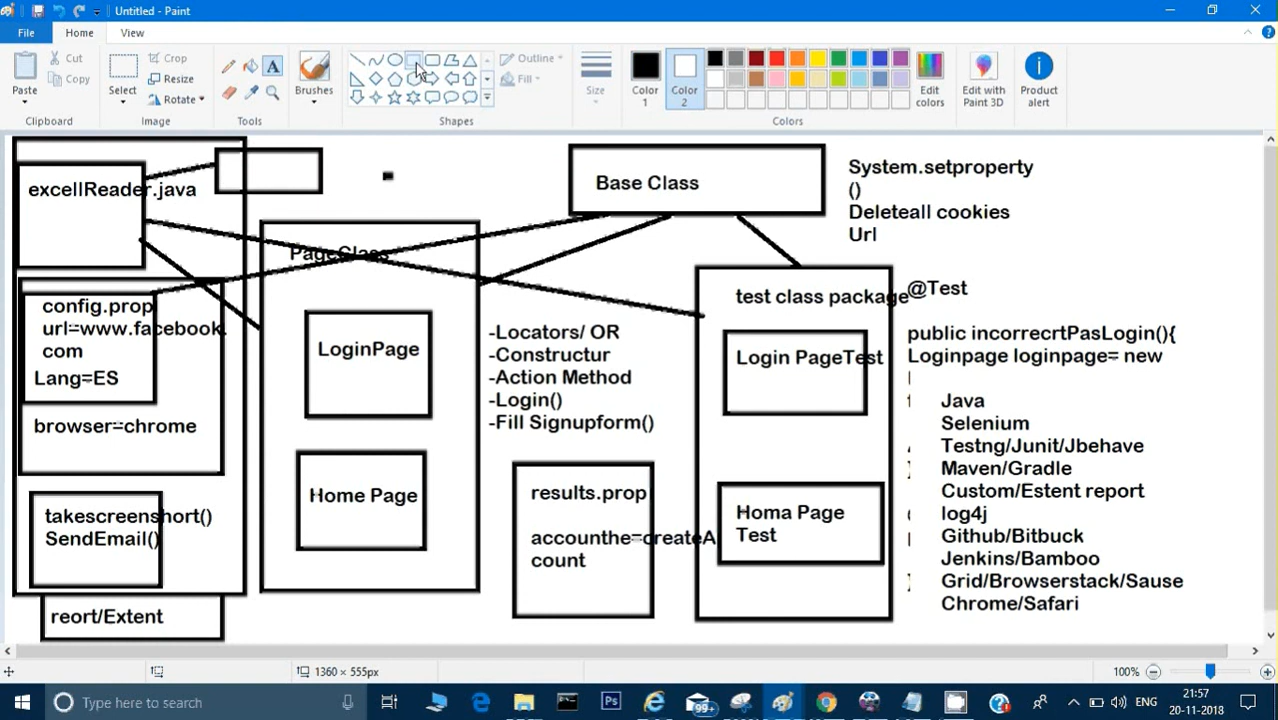 Untitled - Paint
File
Home
View
Paste
Cut
Copy
Clipboard
Select
Crop
Resize
Rotate
Image
Tools
Brushes
Shapes
Outline
Fill
Size
Color 1
Color 2
Colors
Edit colors
Edit with Paint 3D
Product alert
excellReader.java
config.prop
url=www.facebook.
com
Lang=ES
browser=chrome
takescreenshort()
SendEmail()
reort/Extent
PageClass
LoginPage
Home Page
Base Class
-Locators/ OR
-Constructur
-Action Method
-Login()
-Fill Signupform()
results.prop
accounthe=createA
count
test class package
Login PageTest
Homa Page
Test
System.setproperty
()
Deleteall cookies
Url
@Test
public incorrecrtPasLogin(){
Loginpage loginpage= new
Java
Selenium
Testng/Junit/Jbehave
Maven/Gradle
Custom/Estent report
log4j
Github/Bitbuck
Jenkins/Bamboo
Grid/Browserstack/Sause
Chrome/Safari
1360 × 555px
100%
Type here to search
99+
ENG
21:57
20-11-2018